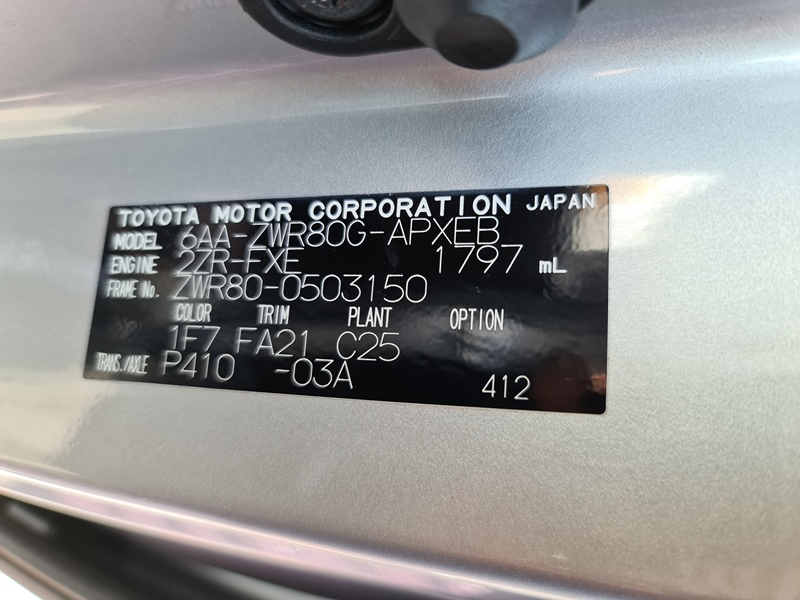 TOYOTA MOTOR CORPORATION JAPAN
MODEL 6AA-ZWR80G-APXEB
ENGINE 2ZR-FXE 1797 mL
FRAME No. ZWR80-0503150
COLOR TRIM PLANT OPTION
1F7 FA21 C25
TRANS./AXLE P410 -03A
412